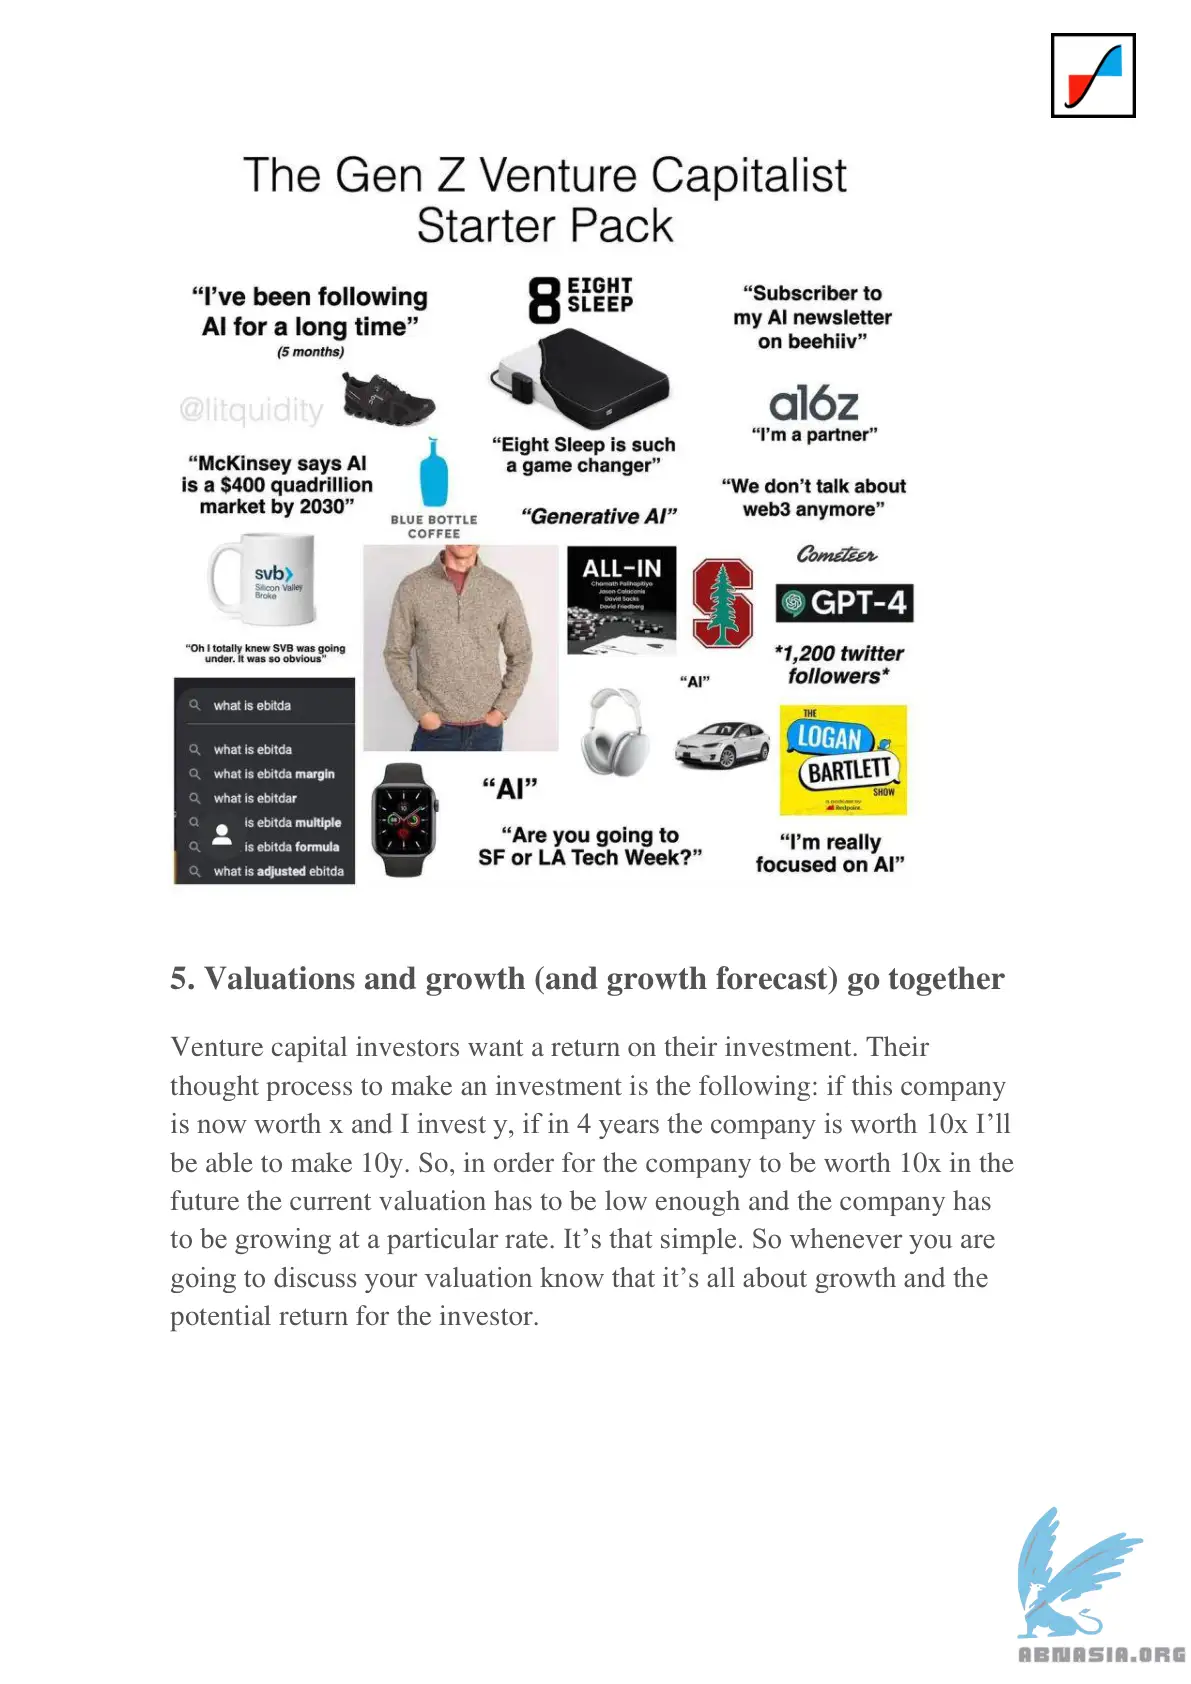 The Gen Z Venture Capitalist
Starter Pack
“I’ve been following
AI for a long time”
(5 months)
@litquidity
EIGHT
SLEEP
“Eight Sleep is such
a game changer”
“Subscriber to
my AI newsletter
on beehiiv”
a16z
“I’m a partner”
“McKinsey says AI
is a $400 quadrillion
market by 2030”
BLUE BOTTLE
COFFEE
“Generative AI”
“We don’t talk about
web3 anymore”
svb
Silicon Valley
Broke
“Oh I totally knew SVB was going
under. It was so obvious”
ALL-IN
Chamath Palihapitiya
Jason Calacanis
David Sacks
David Friedberg
S
Cometeer
GPT-4
*1,200 twitter
followers*
what is ebitda
what is ebitda
what is ebitda margin
what is ebitdar
is ebitda multiple
is ebitda formula
what is adjusted ebitda
“AI”
“AI”
“Are you going to
SF or LA Tech Week?”
THE
LOGAN
BARTLETT
SHOW
Redpoint
“I’m really
focused on AI”
5. Valuations and growth (and growth forecast) go together
Venture capital investors want a return on their investment. Their
thought process to make an investment is the following: if this company
is now worth x and I invest y, if in 4 years the company is worth 10x I’ll
be able to make 10y. So, in order for the company to be worth 10x in the
future the current valuation has to be low enough and the company has
to be growing at a particular rate. It’s that simple. So whenever you are
going to discuss your valuation know that it’s all about growth and the
potential return for the investor.
ABNASIA.ORG